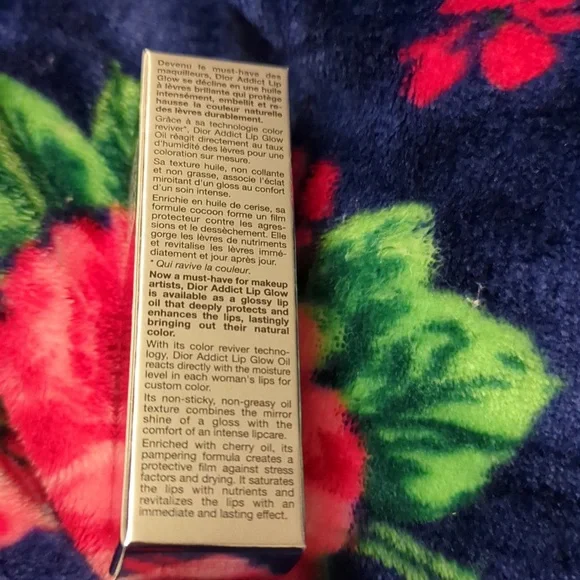 Devenu le must-have des
maquilleurs, Dior Addict Lip
Glow se décline en une huile
à lèvres brillante qui protège
intensément, embellit et re-
hausse la couleur naturelle
des lèvres durablement.
Grâce à sa technologie color
reviver*, Dior Addict Lip Glow
Oil réagit directement au taux
d'humidité des lèvres pour une
coloration sur mesure.
Sa texture huile, non collante
et non grasse, associe l'éclat
miroitant d'un gloss au confort
d'un soin intense.
Enrichie en huile de cerise, sa
formule cocoon forme un film
protecteur contre les agres-
sions et le dessèchement. Elle
gorge les lèvres de nutriments
et revitalise les lèvres immé-
diatement et jour après jour.
* Qui ravive la couleur.
Now a must-have for makeup
artists, Dior Addict Lip Glow
is available as a glossy lip
oil that deeply protects and
enhances the lips, lastingly
bringing out their natural
color.
With its color reviver techno-
logy, Dior Addict Lip Glow Oil
reacts directly with the moisture
level in each woman's lips for
custom color.
Its non-sticky, non-greasy oil
texture combines the mirror
shine of a gloss with the
comfort of an intense lipcare.
Enriched with cherry oil, its
pampering formula creates a
protective film against stress
factors and drying. It saturates
the lips with nutrients and
revitalizes the lips with an
immediate and lasting effect.